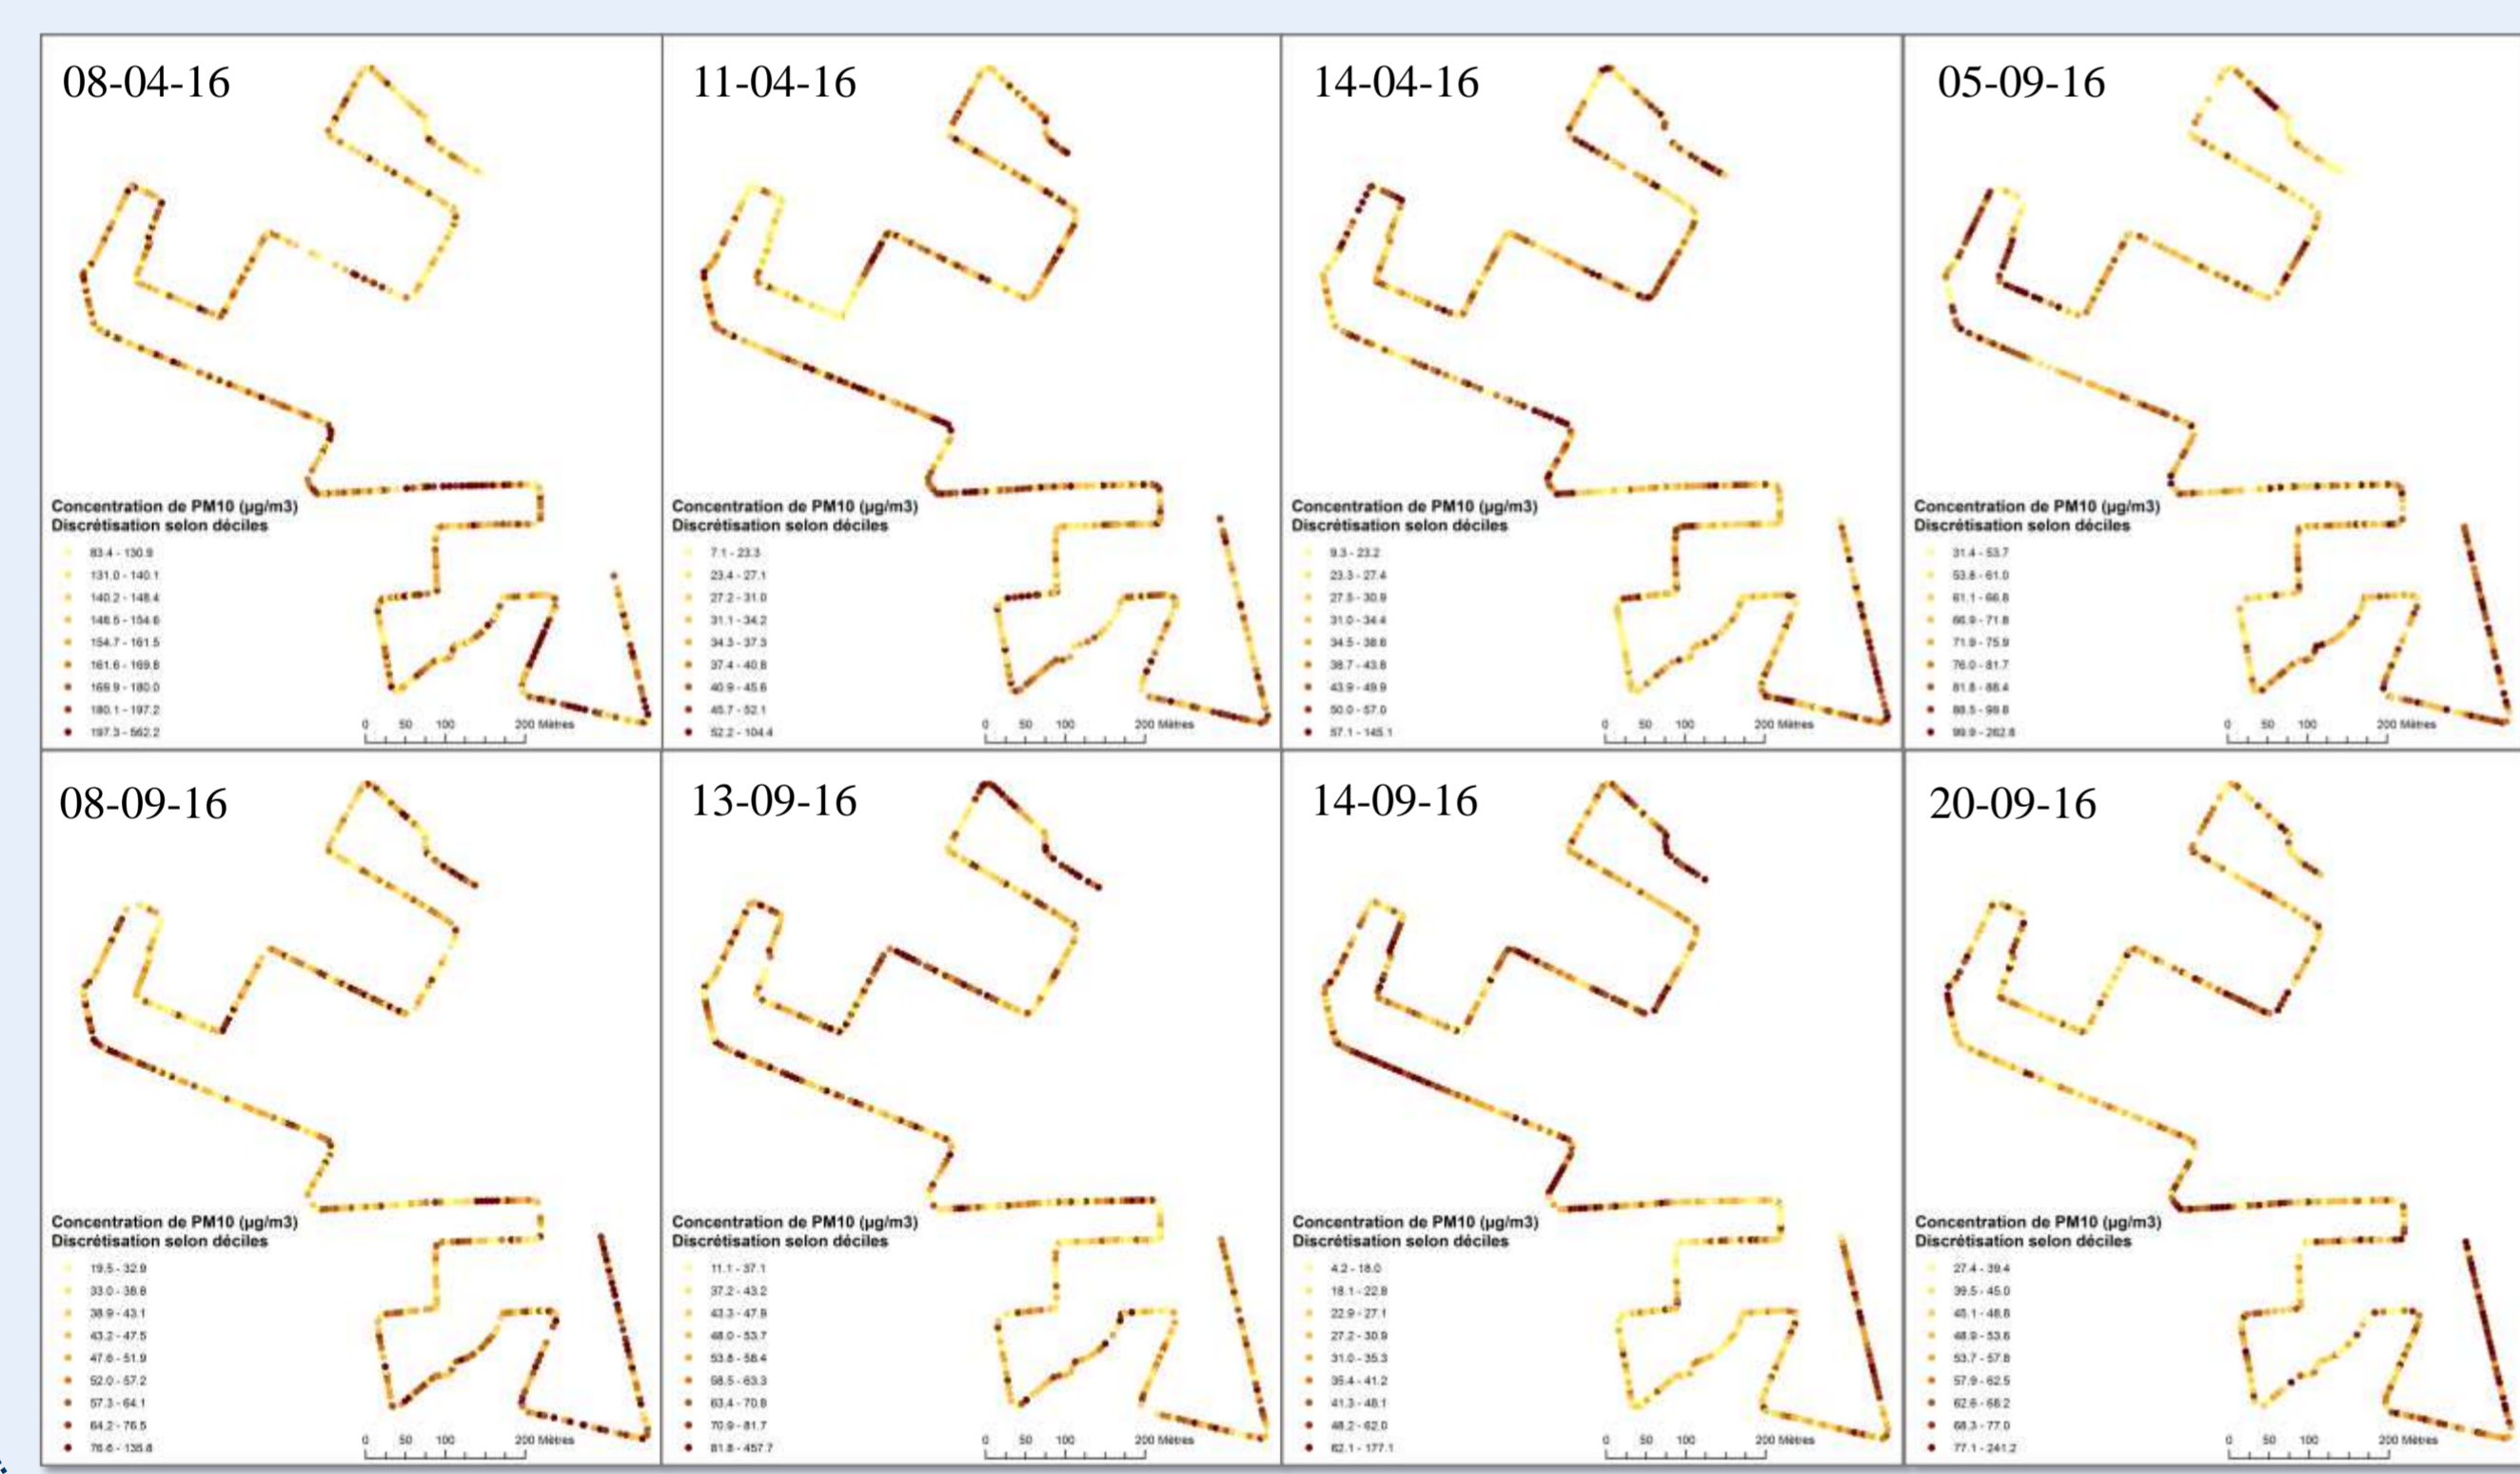 08-04-16
Concentration de PM10 (µg/m3)
Discrétisation selon déciles
83.4 - 130.9
131.0 - 140.1
140.2 - 148.4
148.5 - 154.6
154.7 - 161.5
161.6 - 169.8
169.9 - 180.0
180.1 - 197.2
197.3 - 562.2
0 50 100 200 Mètres
11-04-16
Concentration de PM10 (µg/m3)
Discrétisation selon déciles
7.1 - 23.3
23.4 - 27.1
27.2 - 31.0
31.1 - 34.2
34.3 - 37.3
37.4 - 40.8
40.9 - 45.6
45.7 - 52.1
52.2 - 104.4
0 50 100 200 Mètres
14-04-16
Concentration de PM10 (µg/m3)
Discrétisation selon déciles
9.3 - 23.2
23.3 - 27.4
27.5 - 30.9
31.0 - 34.4
34.5 - 38.6
38.7 - 43.8
43.9 - 49.9
50.0 - 57.0
57.1 - 145.1
0 50 100 200 Mètres
05-09-16
Concentration de PM10 (µg/m3)
Discrétisation selon déciles
31.4 - 53.7
53.8 - 61.0
61.1 - 66.8
66.9 - 71.8
71.9 - 75.9
76.0 - 81.7
81.8 - 88.4
88.5 - 99.8
99.9 - 262.6
0 50 100 200 Mètres
08-09-16
Concentration de PM10 (µg/m3)
Discrétisation selon déciles
19.5 - 32.9
33.0 - 38.8
38.9 - 43.1
43.2 - 47.5
47.6 - 51.9
52.0 - 57.2
57.3 - 64.1
64.2 - 76.5
76.6 - 138.8
0 50 100 200 Mètres
13-09-16
Concentration de PM10 (µg/m3)
Discrétisation selon déciles
11.1 - 37.1
37.2 - 43.2
43.3 - 47.9
48.0 - 53.7
53.8 - 58.4
58.5 - 63.3
63.4 - 70.8
70.9 - 81.7
81.8 - 457.7
0 50 100 200 Mètres
14-09-16
Concentration de PM10 (µg/m3)
Discrétisation selon déciles
4.2 - 18.0
18.1 - 22.8
22.9 - 27.1
27.2 - 30.9
31.0 - 35.3
35.4 - 41.2
41.3 - 48.1
48.2 - 62.0
62.1 - 177.1
0 50 100 200 Mètres
20-09-16
Concentration de PM10 (µg/m3)
Discrétisation selon déciles
27.4 - 39.4
39.5 - 45.0
45.1 - 48.8
48.9 - 53.6
53.7 - 57.8
57.9 - 62.5
62.6 - 68.2
68.3 - 77.0
77.1 - 241.2
0 50 100 200 Mètres